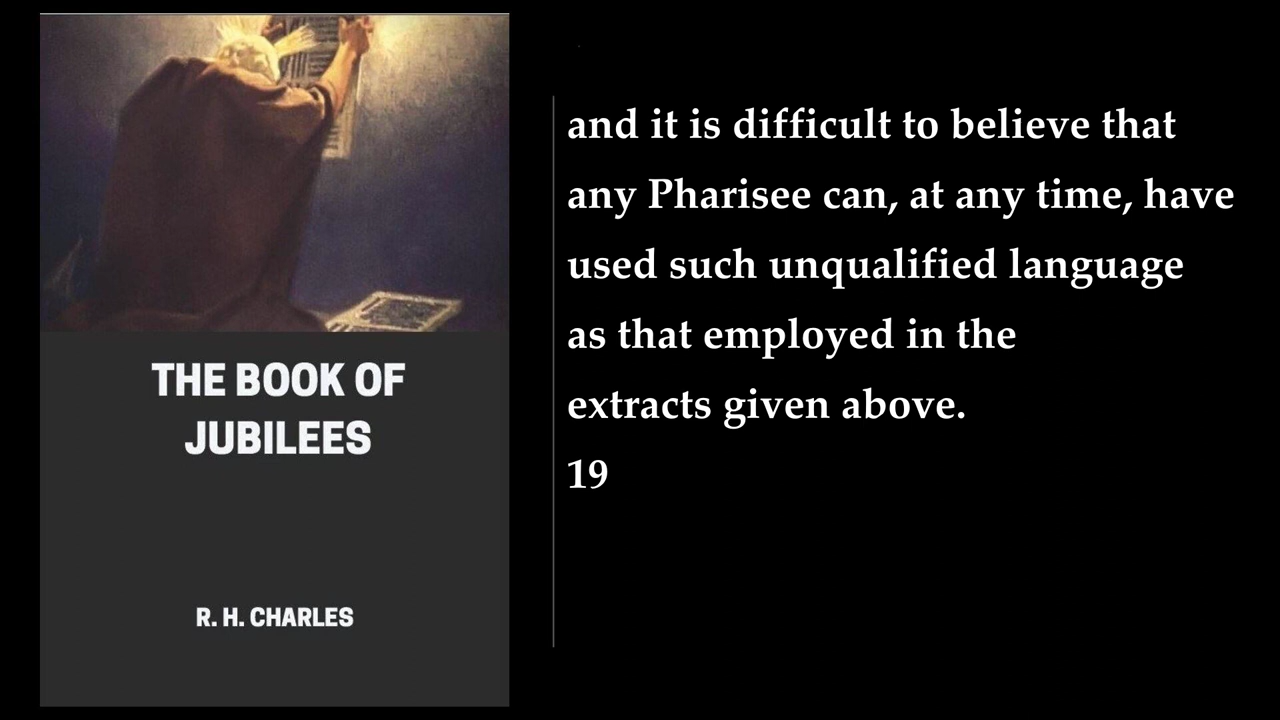 THE BOOK OF
JUBILEES
R. H. CHARLES
and it is difficult to believe that
any Pharisee can, at any time, have
used such unqualified language
as that employed in the
extracts given above.
19